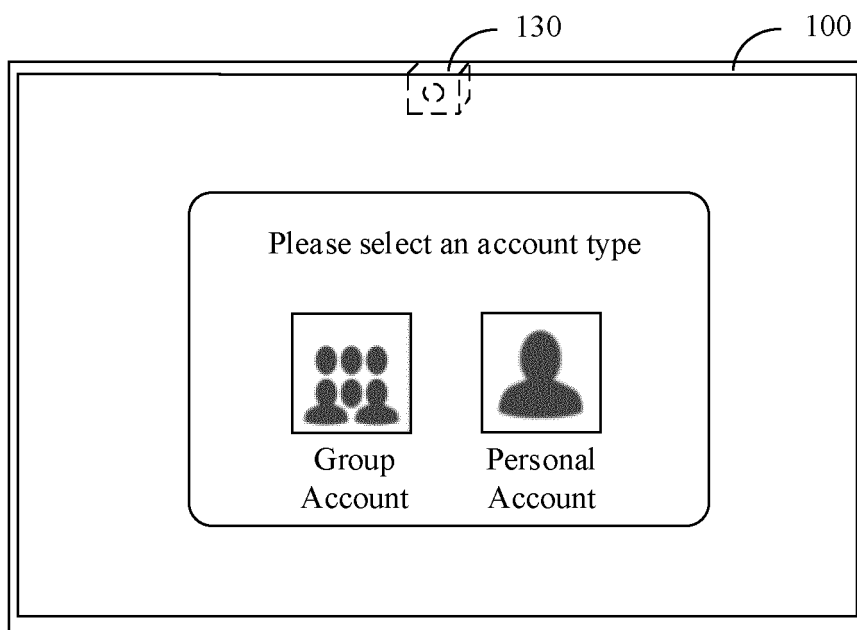 130
100
Please select an account type
Group
Account
Personal
Account